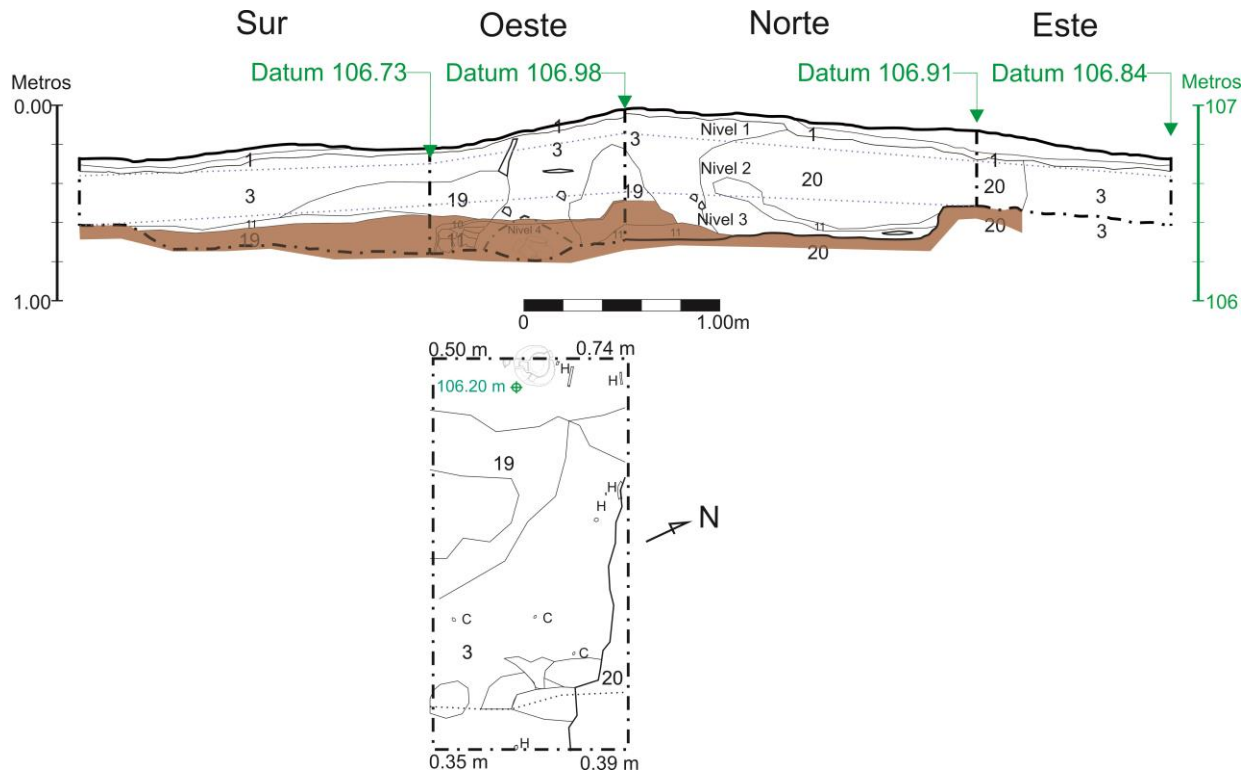 Sur Oeste Norte Este
Datum 106.73 Datum 106.98 Datum 106.91 Datum 106.84
Metros Metros
0.00 107
1 3 Nivel 1 1 1
3 Nivel 2
3 19 19 20 20 3
11 10 Nivel 3 11
19 11 Nivel 4 11 11 20 20 3
1.00 106
0 1.00m
0.50 m 0.74 m
H
106.20 m H
19
H
H
N
C C
3 C
20
H
0.35 m 0.39 m